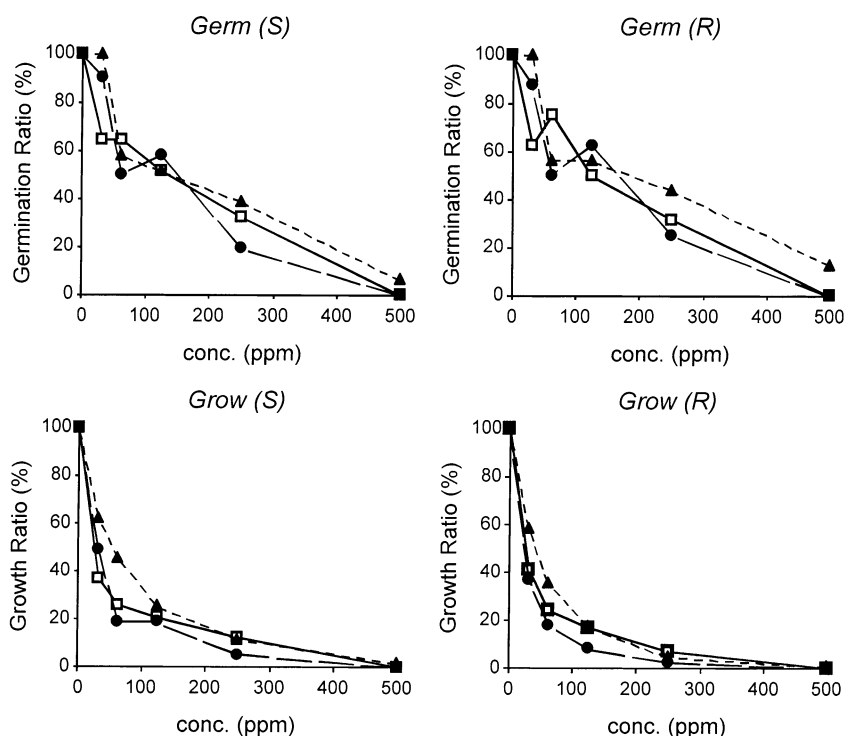 Germ (S)
Germination Ratio (%)
100
80
60
40
20
0
0 100 200 300 400 500
conc. (ppm)
Germ (R)
Germination Ratio (%)
100
80
60
40
20
0
0 100 200 300 400 500
conc. (ppm)
Grow (S)
Growth Ratio (%)
100
80
60
40
20
0
0 100 200 300 400 500
conc. (ppm)
Grow (R)
Growth Ratio (%)
100
80
60
40
20
0
0 100 200 300 400 500
conc. (ppm)